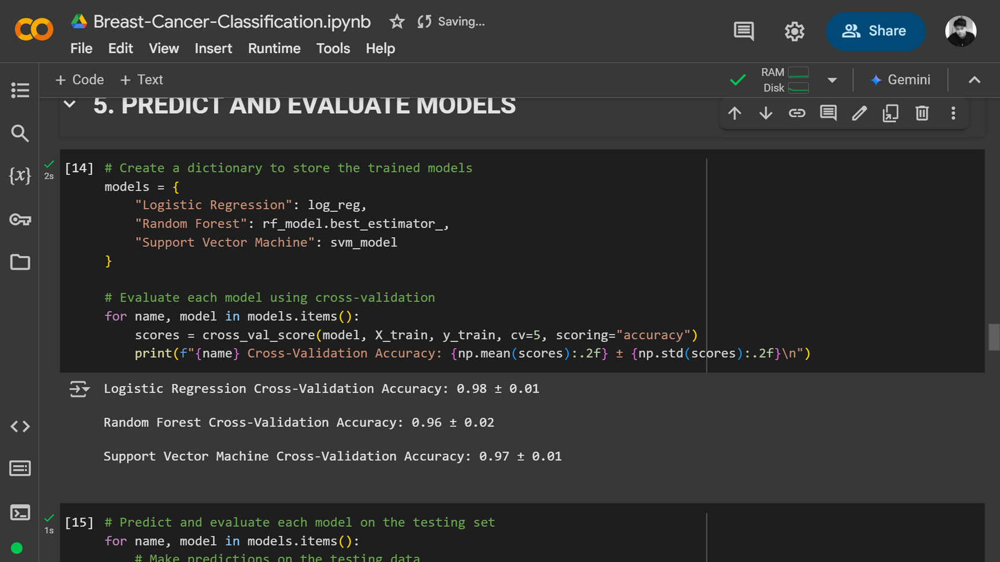 Breast-Cancer-Classification.ipynb Saving...
File Edit View Insert Runtime Tools Help
Share
+ Code + Text
RAM
Disk
Gemini
5. PREDICT AND EVALUATE MODELS
2s
[14] # Create a dictionary to store the trained models
models = {
    "Logistic Regression": log_reg,
    "Random Forest": rf_model.best_estimator_,
    "Support Vector Machine": svm_model
}
# Evaluate each model using cross-validation
for name, model in models.items():
    scores = cross_val_score(model, X_train, y_train, cv=5, scoring="accuracy")
    print(f"{name} Cross-Validation Accuracy: {np.mean(scores):.2f} ± {np.std(scores):.2f}\n")
Logistic Regression Cross-Validation Accuracy: 0.98 ± 0.01
Random Forest Cross-Validation Accuracy: 0.96 ± 0.02
Support Vector Machine Cross-Validation Accuracy: 0.97 ± 0.01
1s
[15] # Predict and evaluate each model on the testing set
for name, model in models.items():
    # Make predictions on the testing data